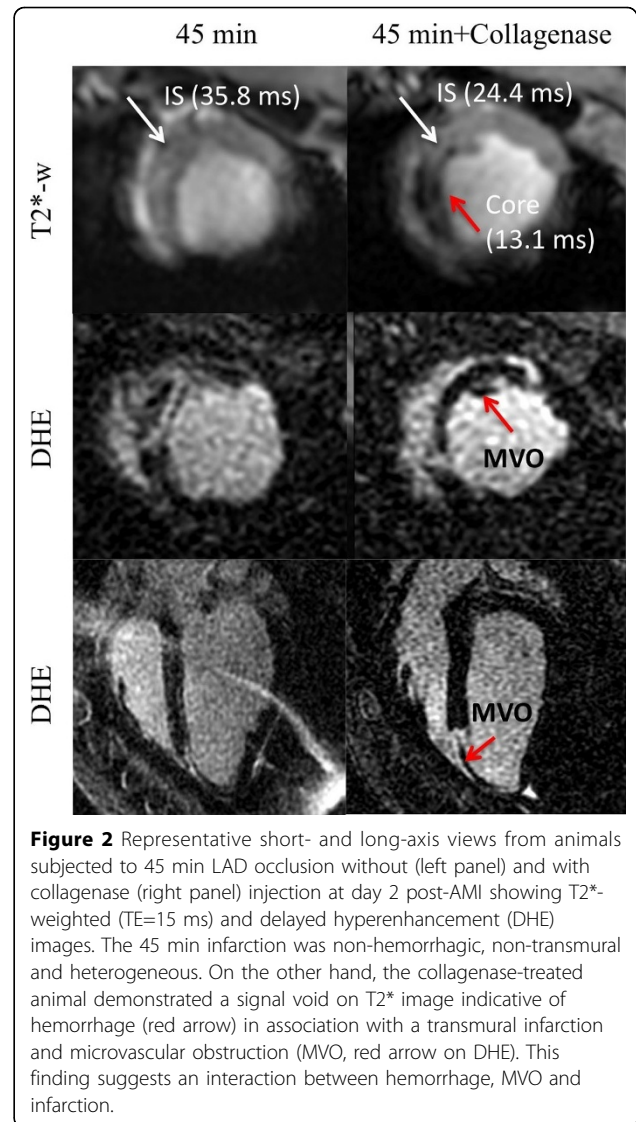 45 min
45 min+Collagenase
T2*-w
IS (35.8 ms)
IS (24.4 ms)
Core
(13.1 ms)
DHE
MVO
DHE
MVO
Figure 2 Representative short- and long-axis views from animals
subjected to 45 min LAD occlusion without (left panel) and with
collagenase (right panel) injection at day 2 post-AMI showing T2*-
weighted (TE=15 ms) and delayed hyperenhancement (DHE)
images. The 45 min infarction was non-hemorrhagic, non-transmural
and heterogeneous. On the other hand, the collagenase-treated
animal demonstrated a signal void on T2* image indicative of
hemorrhage (red arrow) in association with a transmural infarction
and microvascular obstruction (MVO, red arrow on DHE). This
finding suggests an interaction between hemorrhage, MVO and
infarction.